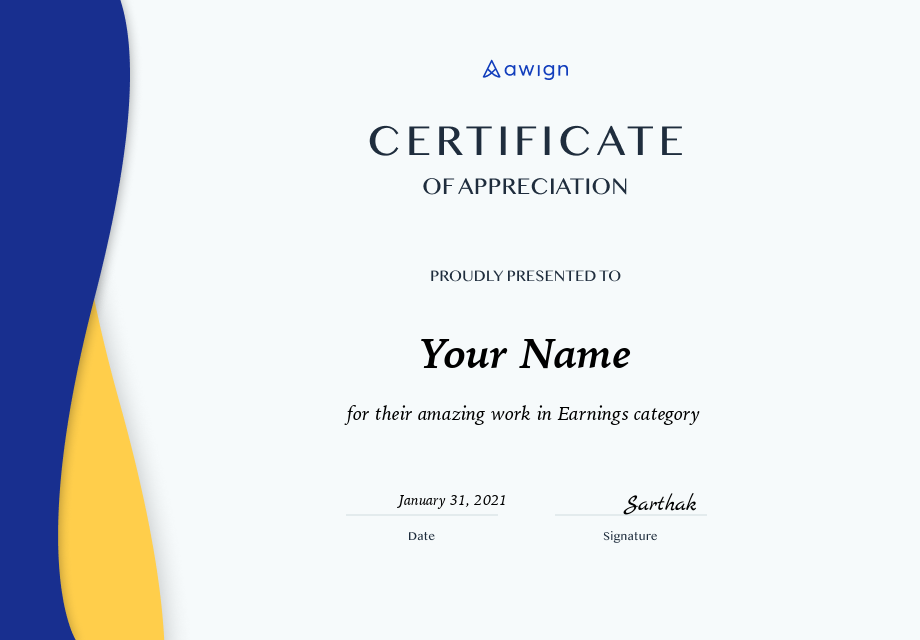 awign
CERTIFICATE
OF APPRECIATION
PROUDLY PRESENTED TO
Your Name
for their amazing work in Earnings category
January 31, 2021
Sarthak
Date
Signature